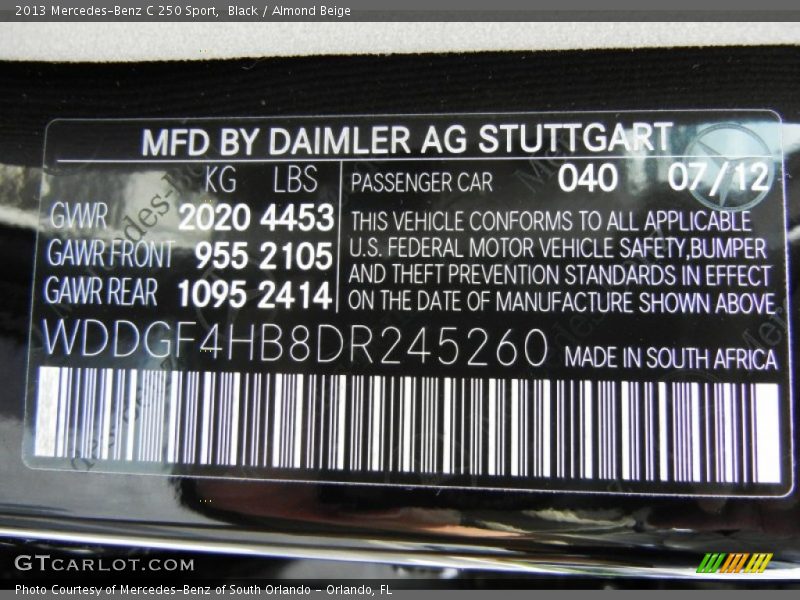 2013 Mercedes-Benz C 250 Sport,  Black / Almond Beige
MFD BY DAIMLER AG STUTTGART
KG LBS
GVWR 2020 4453
GAWR FRONT 955 2105
GAWR REAR 1095 2414
PASSENGER CAR 040 07/12
THIS VEHICLE CONFORMS TO ALL APPLICABLE
U.S. FEDERAL MOTOR VEHICLE SAFETY,BUMPER
AND THEFT PREVENTION STANDARDS IN EFFECT
ON THE DATE OF MANUFACTURE SHOWN ABOVE.
WDDGF4HB8DR245260 MADE IN SOUTH AFRICA
GTCARLOT.COM
Photo Courtesy of Mercedes-Benz of South Orlando - Orlando, FL